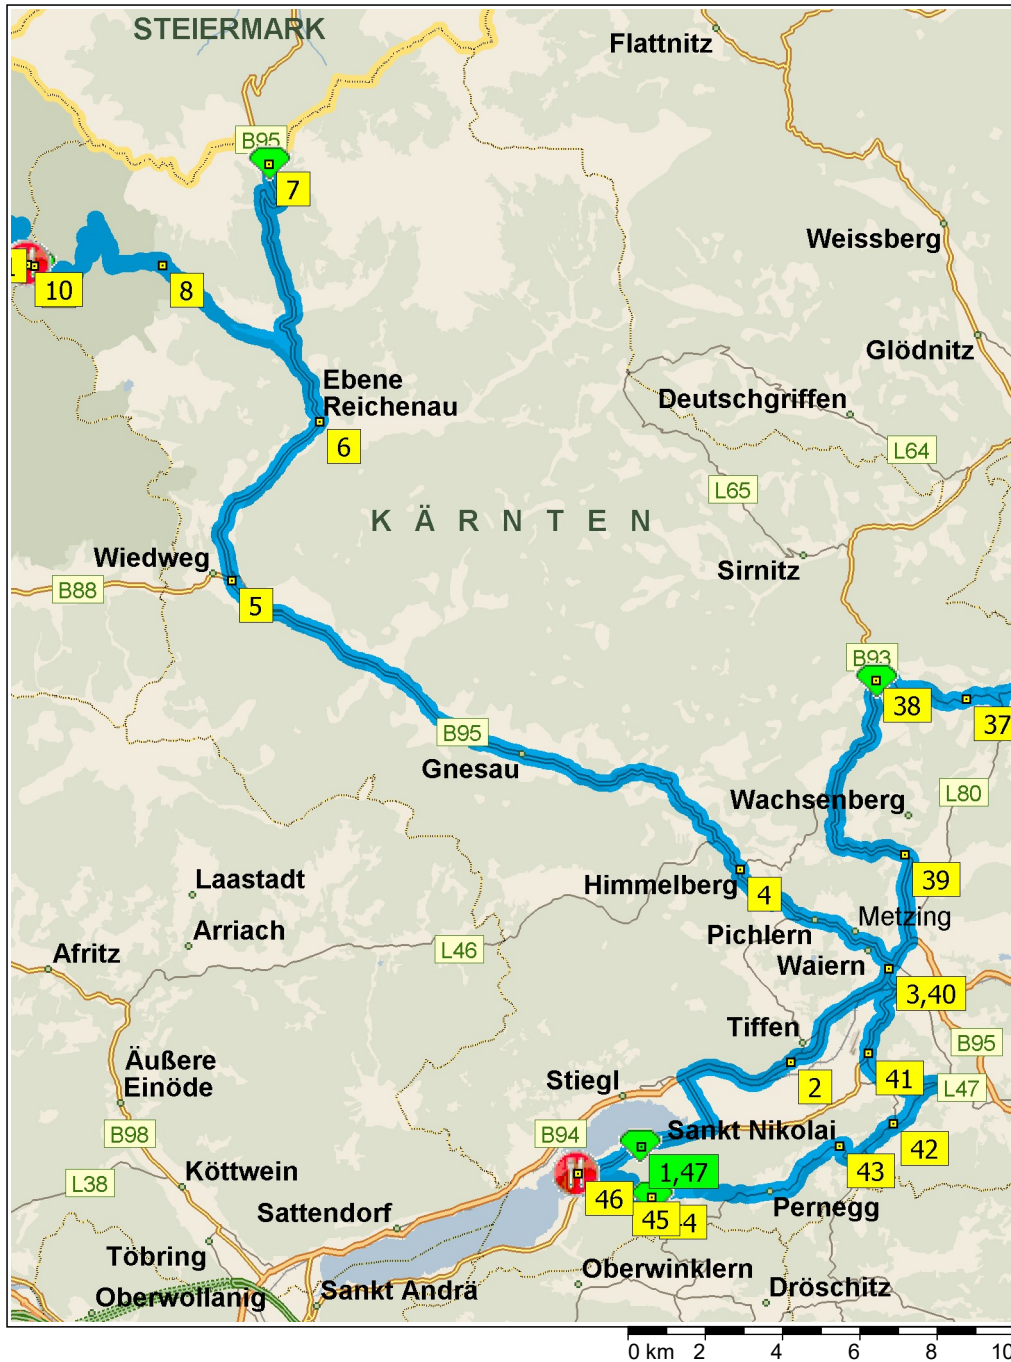 STEIERMARK
Flattnitz
B95
7
Weissberg
1
10
8
Glödnitz
Ebene
Reichenau
Deutschgriffen
6
L64
L65
KÄRNTEN
Wiedweg
Sirnitz
B88
5
B93
38
37
B95
Gnesau
Wachsenberg
L80
Laastadt
Himmelberg
4
39
Arriach
Metzing
Afritz
L46
Pichlern
Waiern
3,40
Tiffen
B95
Äußere
Einöde
Stiegl
2
41
L47
B98
B94
Sankt Nikolai
42
Köttwein
1,47
43
L38
46
45
44
Pernegg
Sattendorf
Töbring
Oberwinklern
Oberwollanig
Sankt Andrä
Dröschitz
0 km 2 4 6 8 10